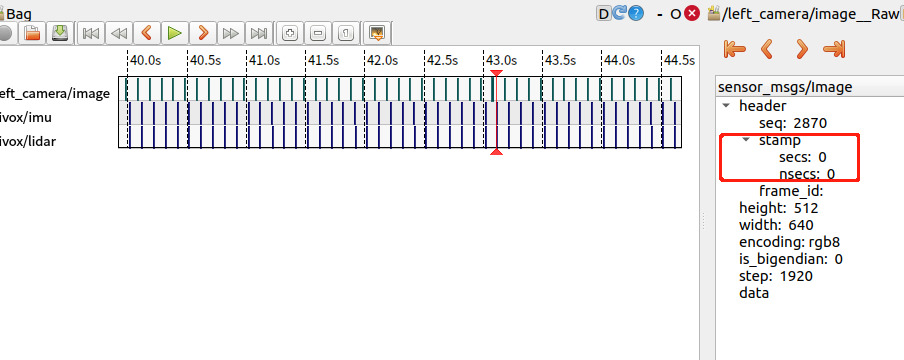 Bag
D - O
/left_camera/image__Raw
40.0s 40.5s 41.0s 41.5s 42.0s 42.5s 43.0s 43.5s 44.0s 44.5s
left_camera/image
ivox/imu
ivox/lidar
sensor_msgs/Image
header
seq: 2870
stamp
secs: 0
nsecs: 0
frame_id:
height: 512
width: 640
encoding: rgb8
is_bigendian: 0
step: 1920
data